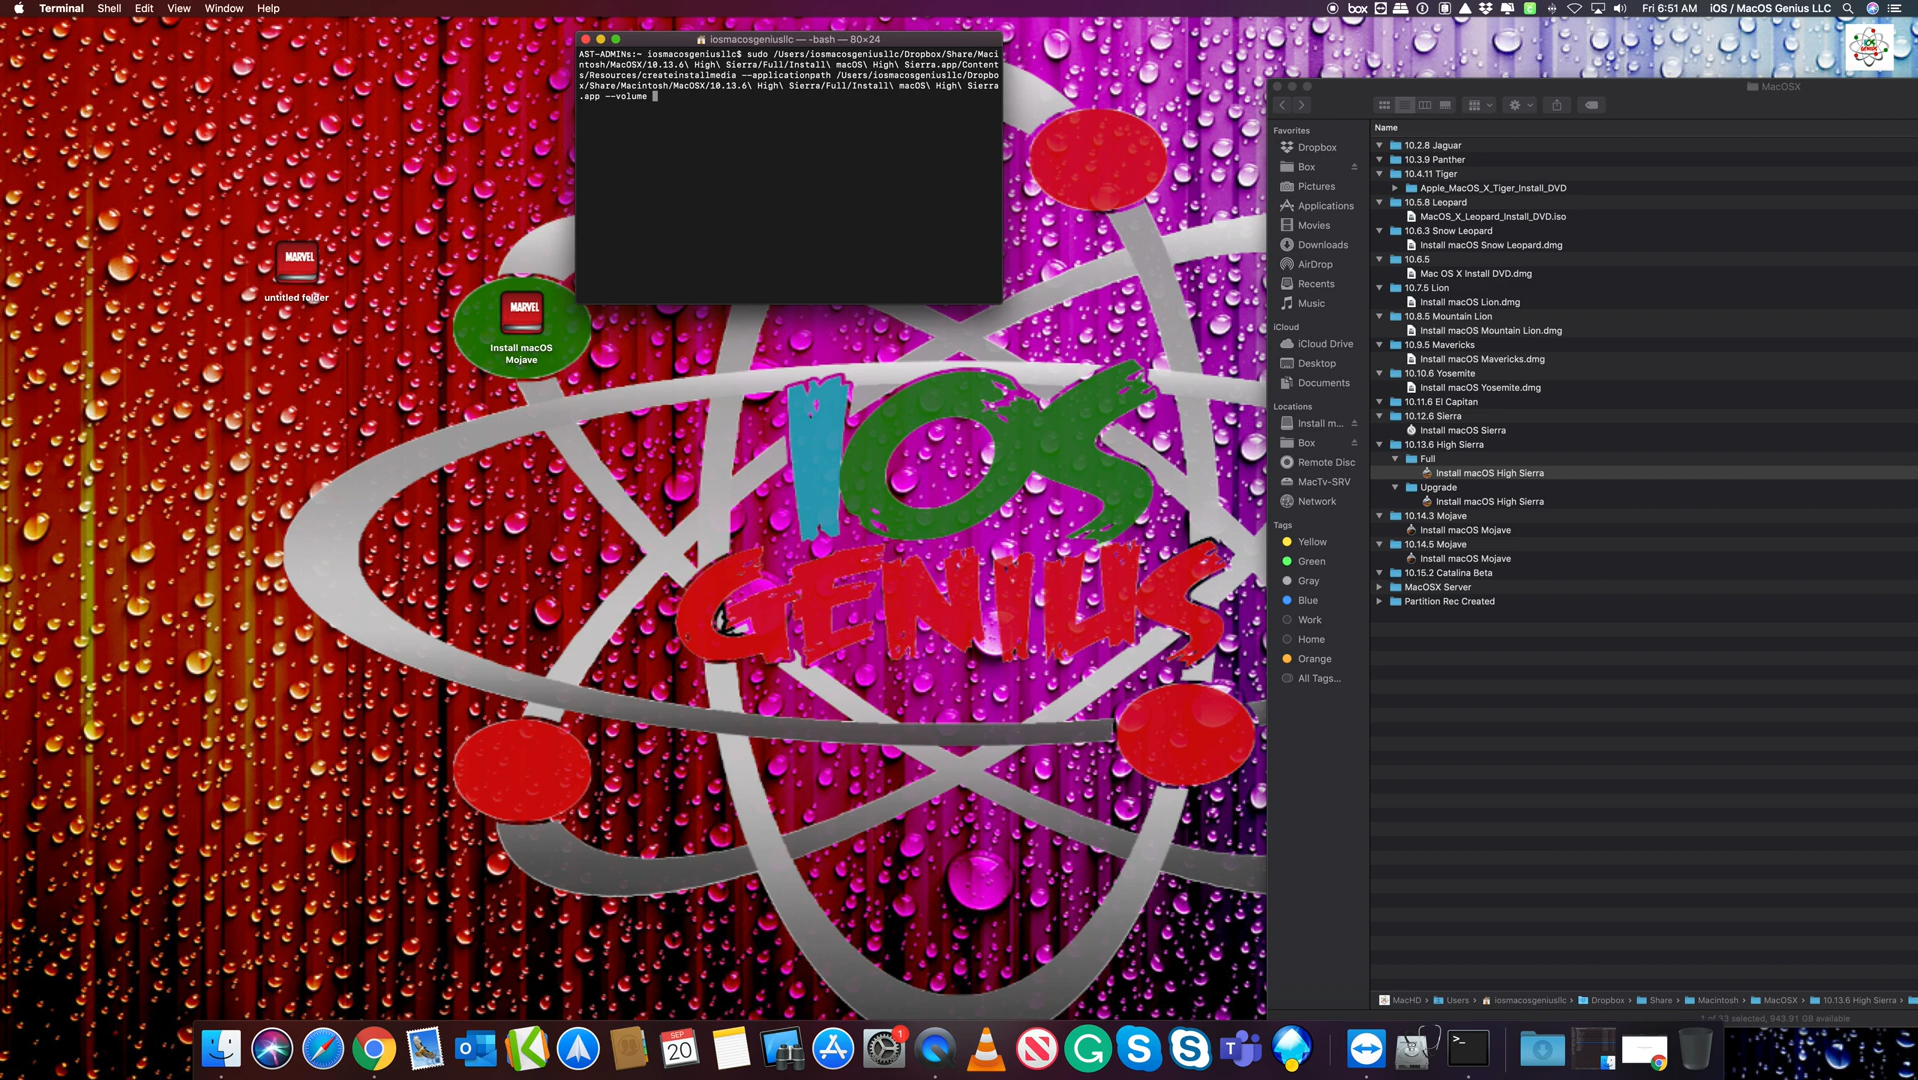 Terminal Shell Edit View Window Help
box
Fri 6:51 AM iOS / MacOS Genius LLC
iosmacosgeniusllc — -bash — 80×24
AST-ADMINs:~ iosmacosgeniusllc$ sudo /Users/iosmacosgeniusllc/Dropbox/Share/Maci
ntosh/MacOSX/10.13.6\ High\ Sierra/Full/Install\ macOS\ High\ Sierra.app/Content
s/Resources/createinstallmedia --applicationpath /Users/iosmacosgeniusllc/Dropbo
x/Share/Macintosh/MacOSX/10.13.6\ High\ Sierra/Full/Install\ macOS\ High\ Sierra
.app --volume
MARVEL
untitled folder
MARVEL
Install macOS
Mojave
IOS
GENIUS
MacOSX
Favorites
Dropbox
Box
Pictures
Applications
Movies
Downloads
AirDrop
Recents
Music
iCloud
iCloud Drive
Desktop
Documents
Locations
Install m...
Box
Remote Disc
MacTv-SRV
Network
Tags
Yellow
Green
Gray
Blue
Work
Home
Orange
All Tags...
Name
10.2.8 Jaguar
10.3.9 Panther
10.4.11 Tiger
Apple_MacOS_X_Tiger_Install_DVD
10.5.8 Leopard
MacOS_X_Leopard_Install_DVD.iso
10.6.3 Snow Leopard
Install macOS Snow Leopard.dmg
10.6.5
Mac OS X Install DVD.dmg
10.7.5 Lion
Install macOS Lion.dmg
10.8.5 Mountain Lion
Install macOS Mountain Lion.dmg
10.9.5 Mavericks
Install macOS Mavericks.dmg
10.10.6 Yosemite
Install macOS Yosemite.dmg
10.11.6 El Capitan
10.12.6 Sierra
Install macOS Sierra
10.13.6 High Sierra
Full
Install macOS High Sierra
Upgrade
Install macOS High Sierra
10.14.3 Mojave
Install macOS Mojave
10.14.5 Mojave
Install macOS Mojave
10.15.2 Catalina Beta
MacOSX Server
Partition Rec Created
MacHD › Users › iosmacosgeniusllc › Dropbox › Share › Macintosh › MacOSX › 10.13.6 High Sierra ›
1 of 33 selected, 943.91 GB available
SEP
20
1